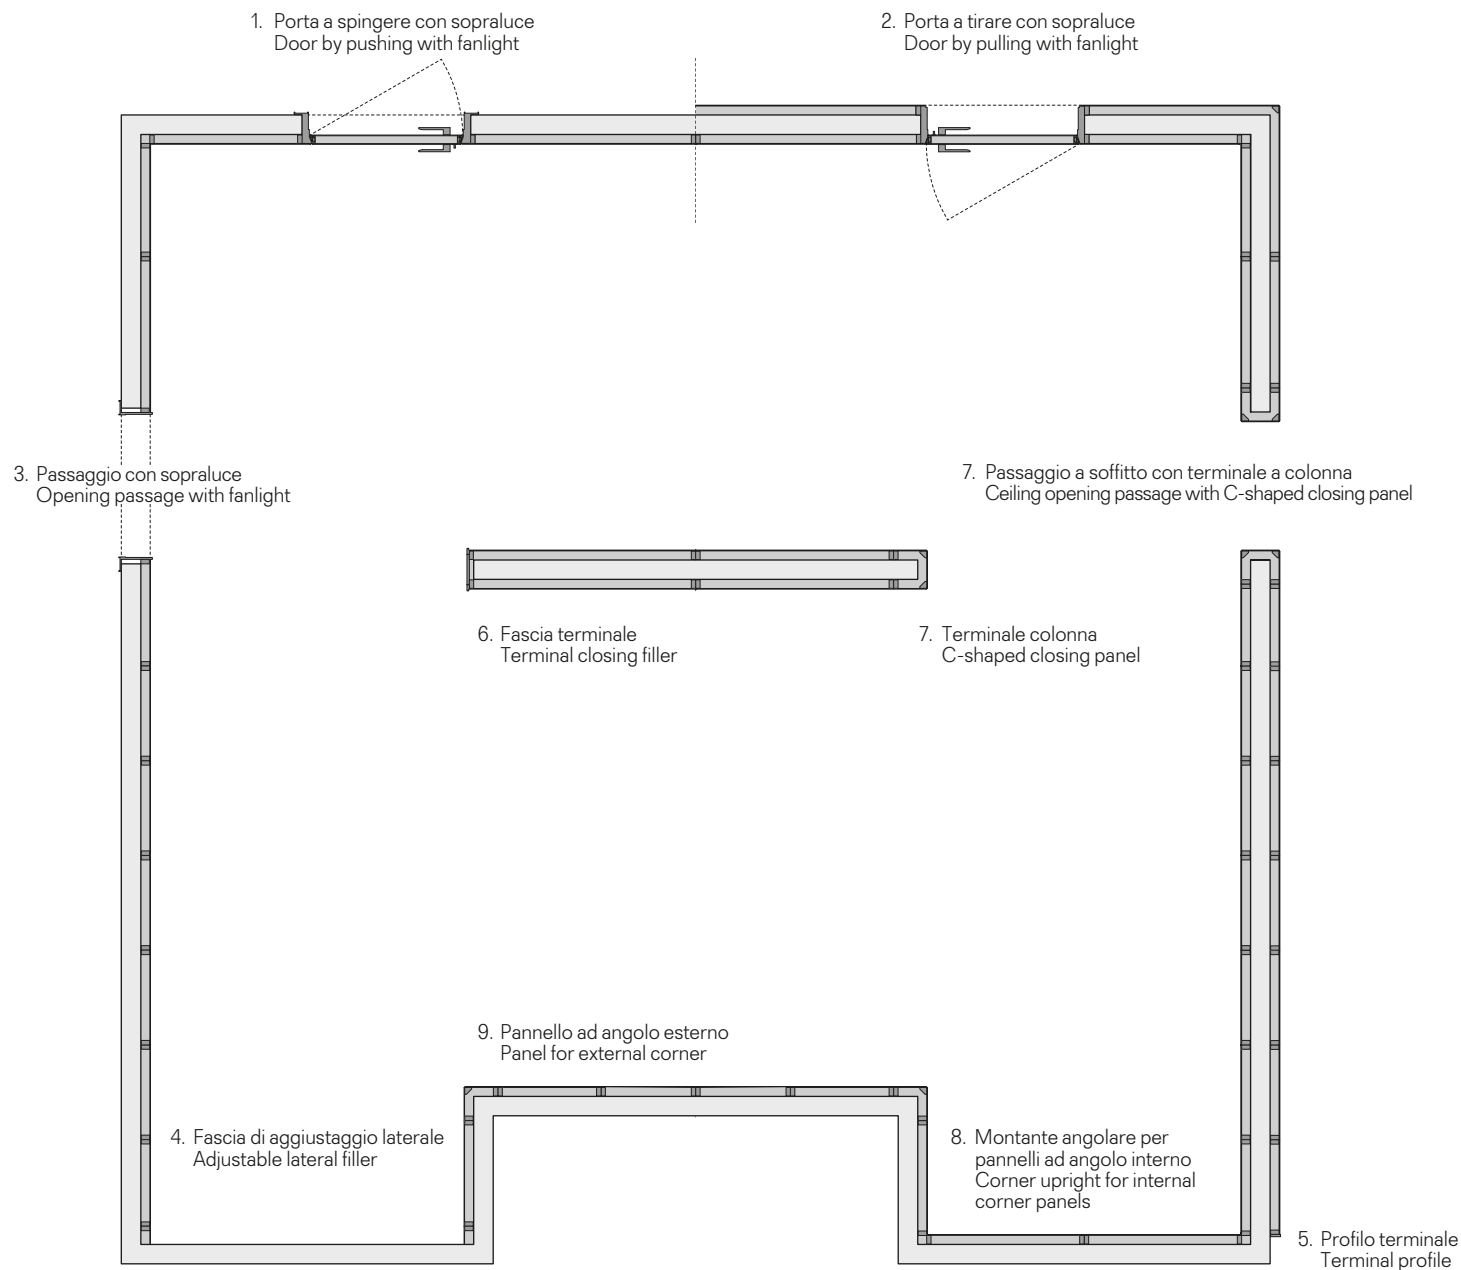 1. Porta a spingere con sopraluce
Door by pushing with fanlight
2. Porta a tirare con sopraluce
Door by pulling with fanlight
3. Passaggio con sopraluce
Opening passage with fanlight
7. Passaggio a soffitto con terminale a colonna
Ceiling opening passage with C-shaped closing panel
6. Fascia terminale
Terminal closing filler
7. Terminale colonna
C-shaped closing panel
9. Pannello ad angolo esterno
Panel for external corner
4. Fascia di aggiustaggio laterale
Adjustable lateral filler
8. Montante angolare per
pannelli ad angolo interno
Corner upright for internal
corner panels
5. Profilo terminale
Terminal profile